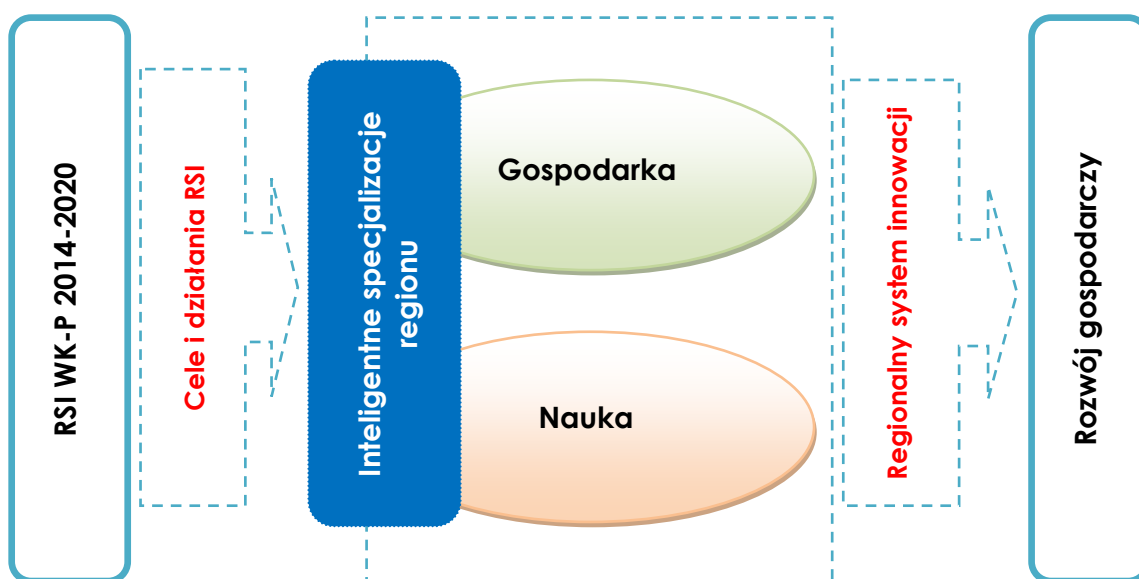 RSI WK-P 2014-2020
Cele i działania RSI
Inteligentne specjalizacje
regionu
Gospodarka
Nauka
Regionalny system innowacji
Rozwój gospodarczy